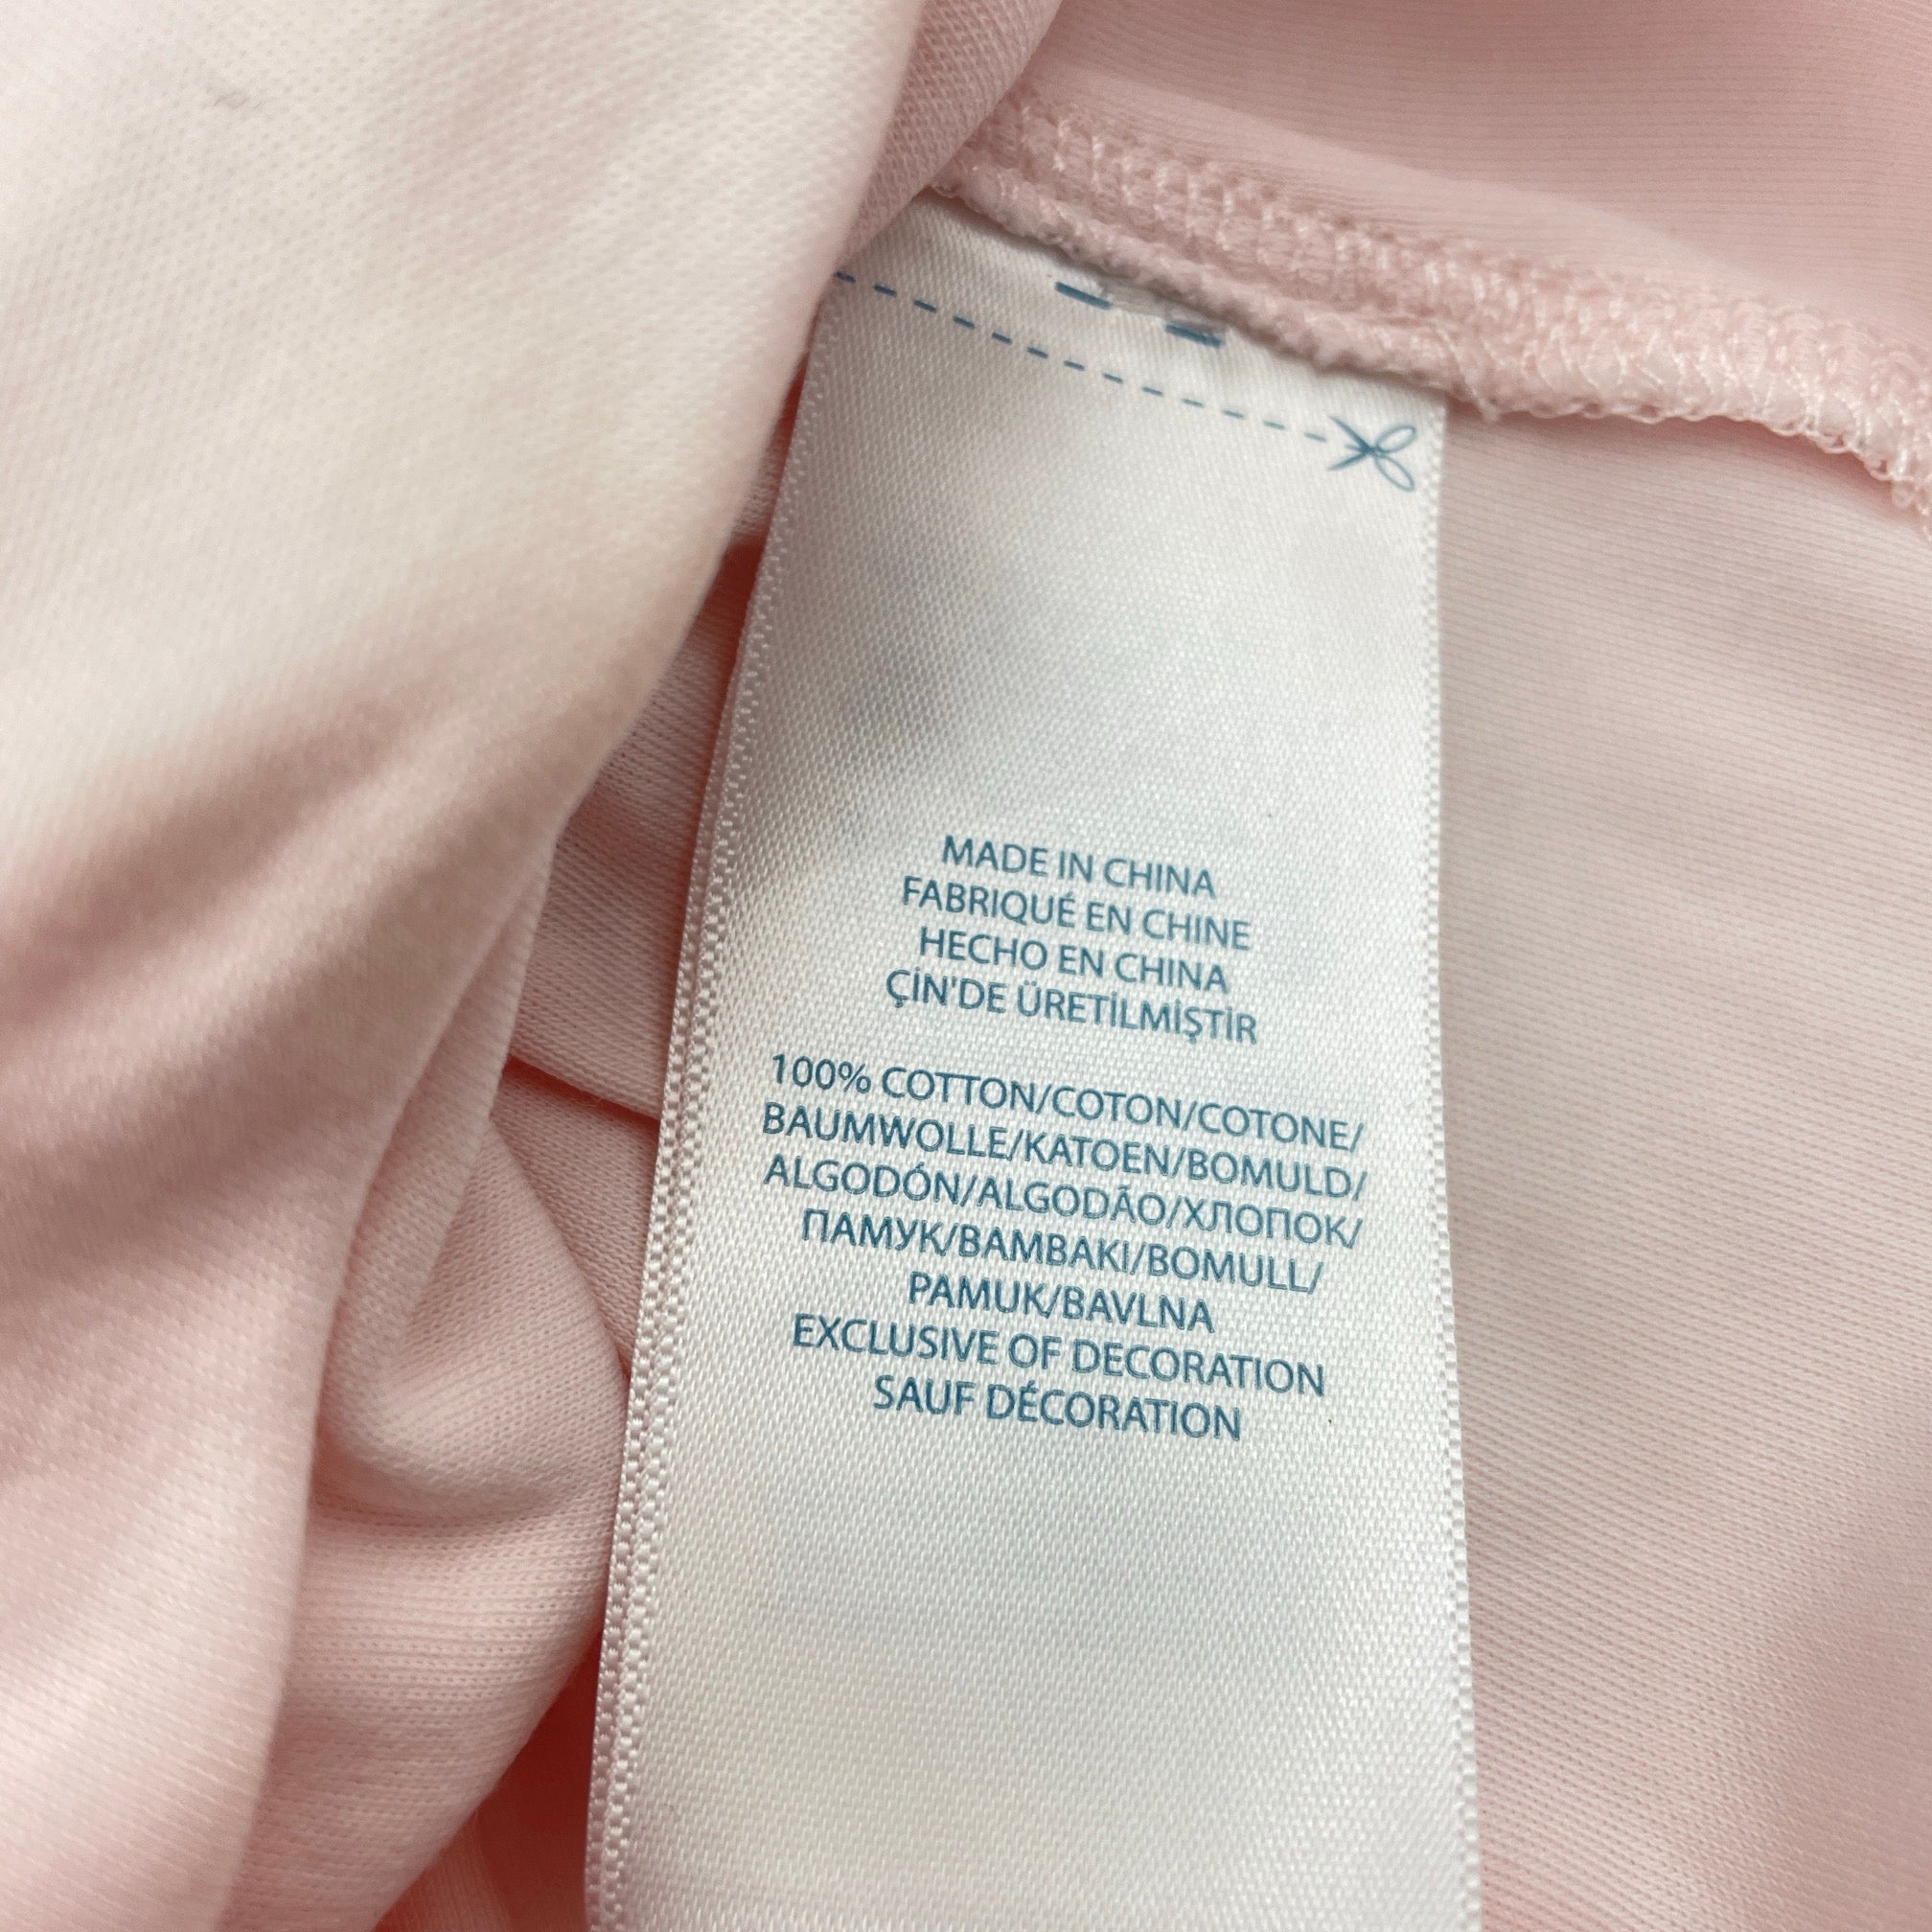 MADE IN CHINA
FABRIQUÉ EN CHINE
HECHO EN CHINA
ÇİN'DE ÜRETİLMİŞTİR
100% COTTON/COTON/COTONE/
BAUMWOLLE/KATOEN/BOMULD/
ALGODÓN/ALGODÃO/ХЛОПОК/
ПАМУК/BAMBAKI/BOMULL/
PAMUK/BAVLNA
EXCLUSIVE OF DECORATION
SAUF DÉCORATION